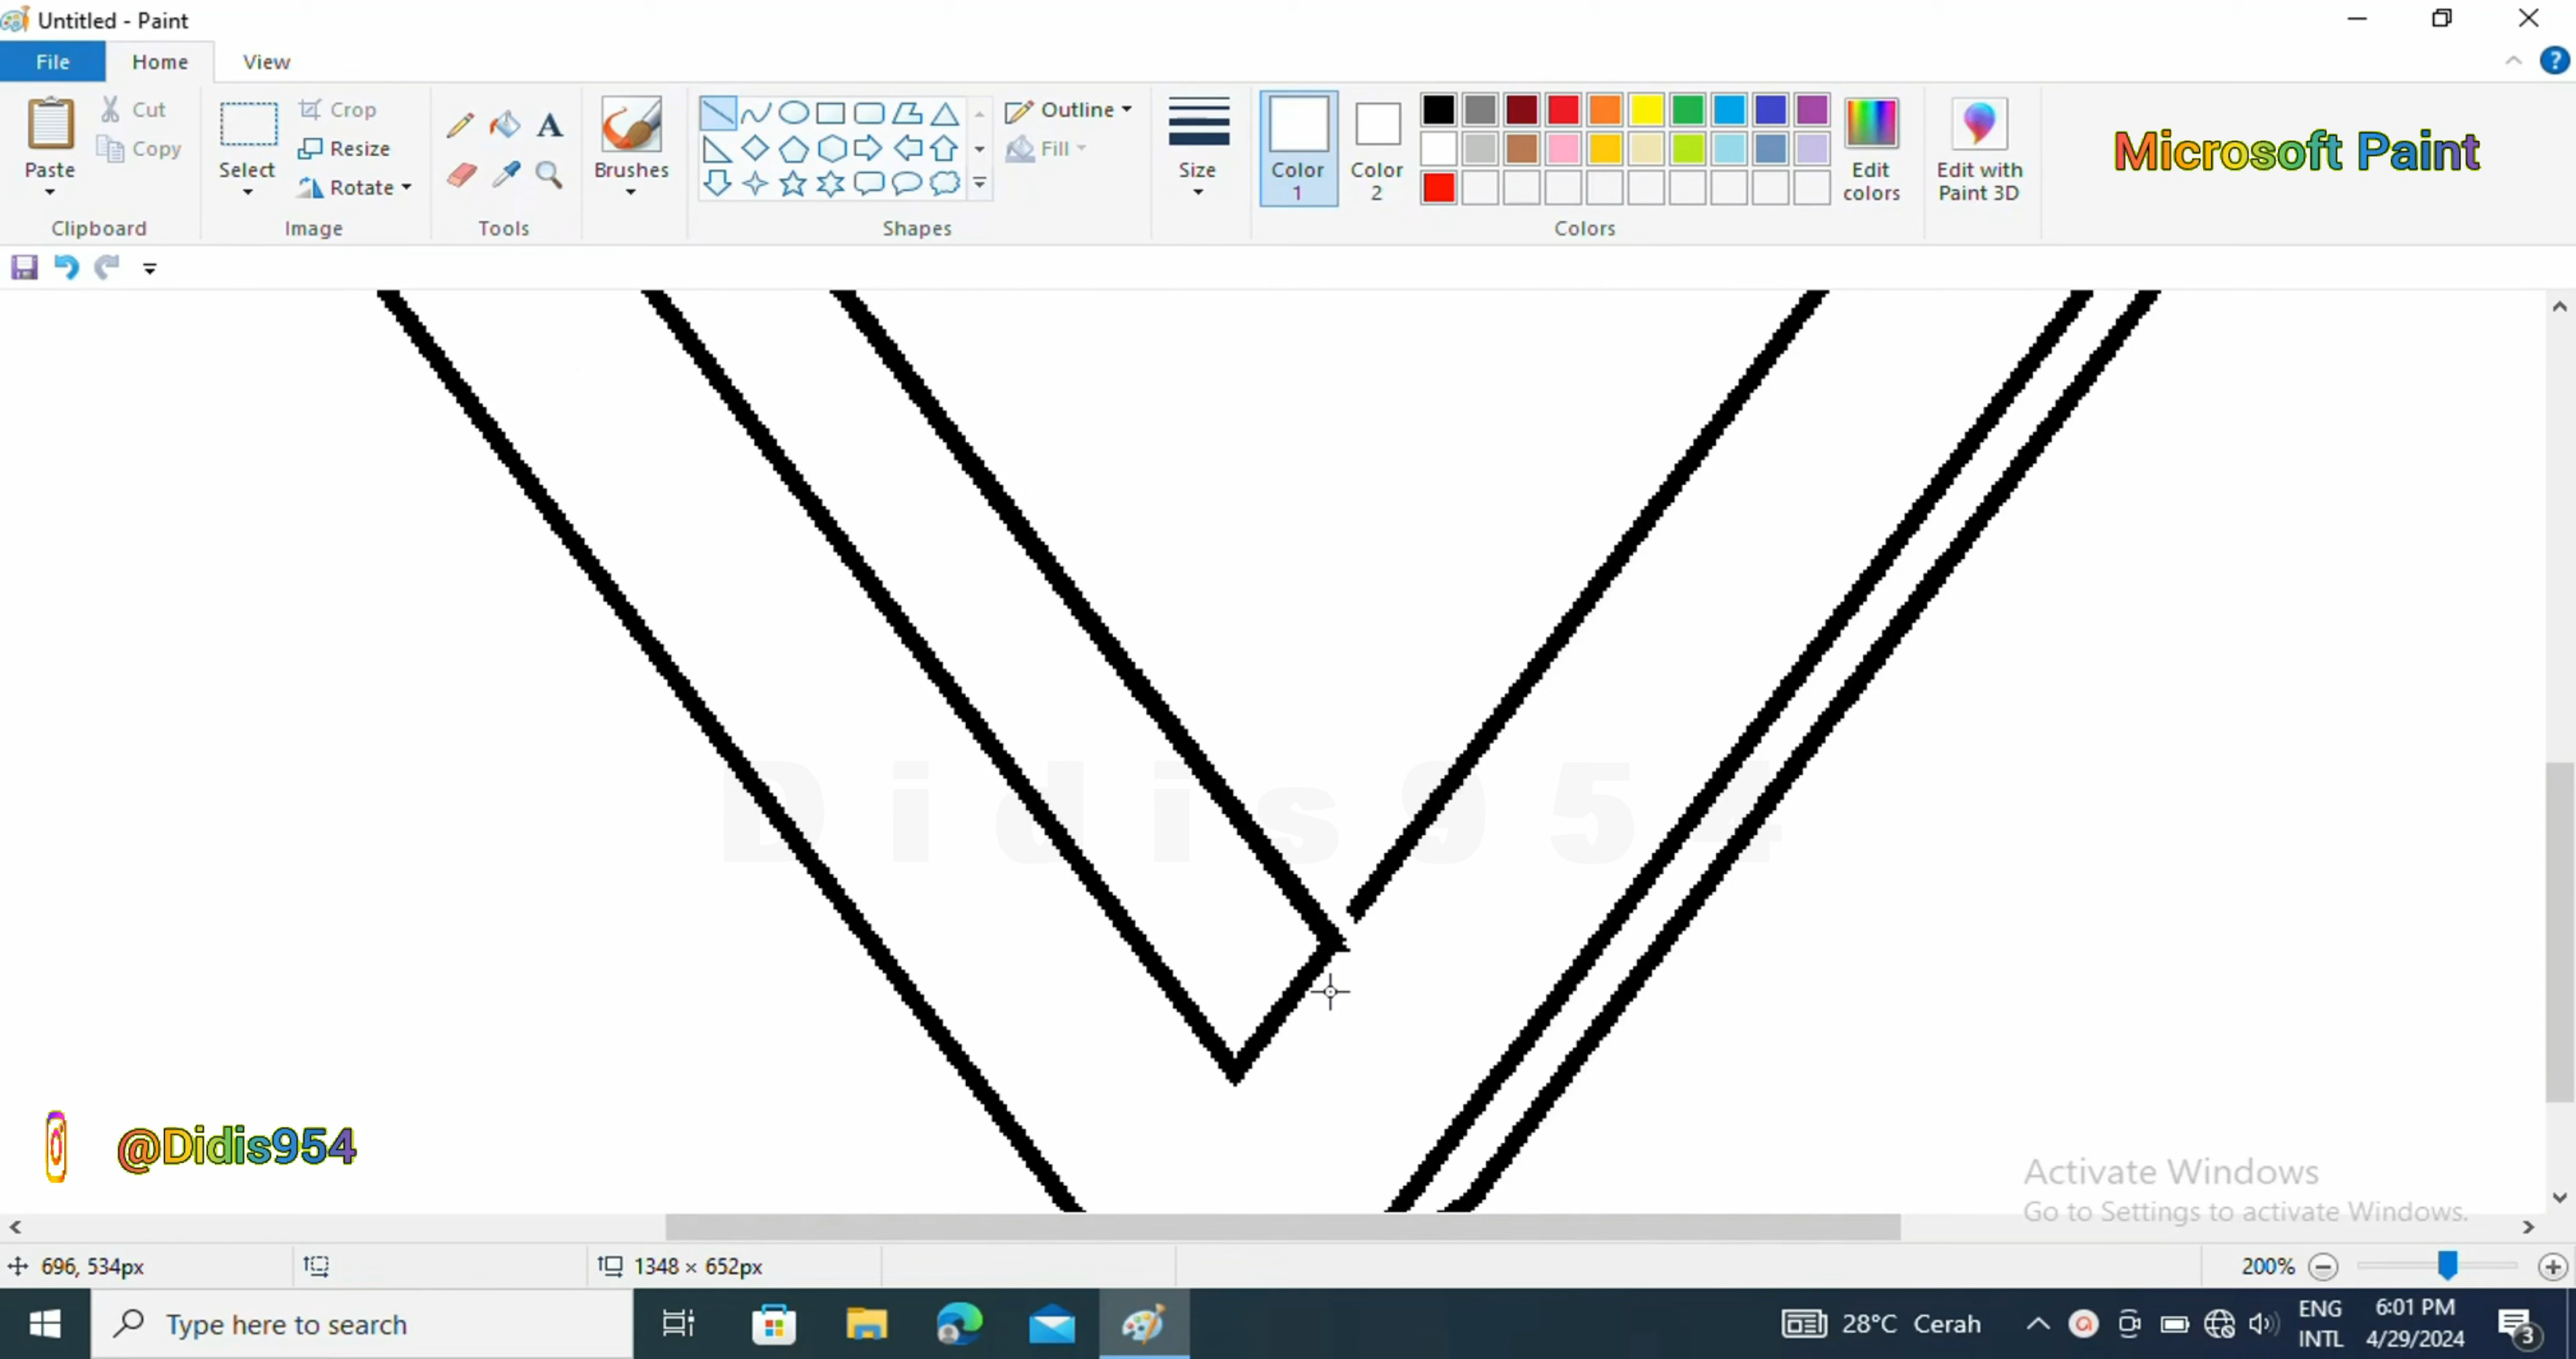 Untitled - Paint
File Home View
Paste
Cut
Copy
Clipboard
Select
Crop
Resize
Rotate
Image
Tools
Brushes
Shapes
Outline
Fill
Size
Color 1
Color 2
Colors
Edit colors
Edit with Paint 3D
Microsoft Paint
Didis954
@Didis954
Activate Windows
Go to Settings to activate Windows.
696, 534px
1348 × 652px
200%
Type here to search
28°C Cerah
ENG
INTL
6:01 PM
4/29/2024
3